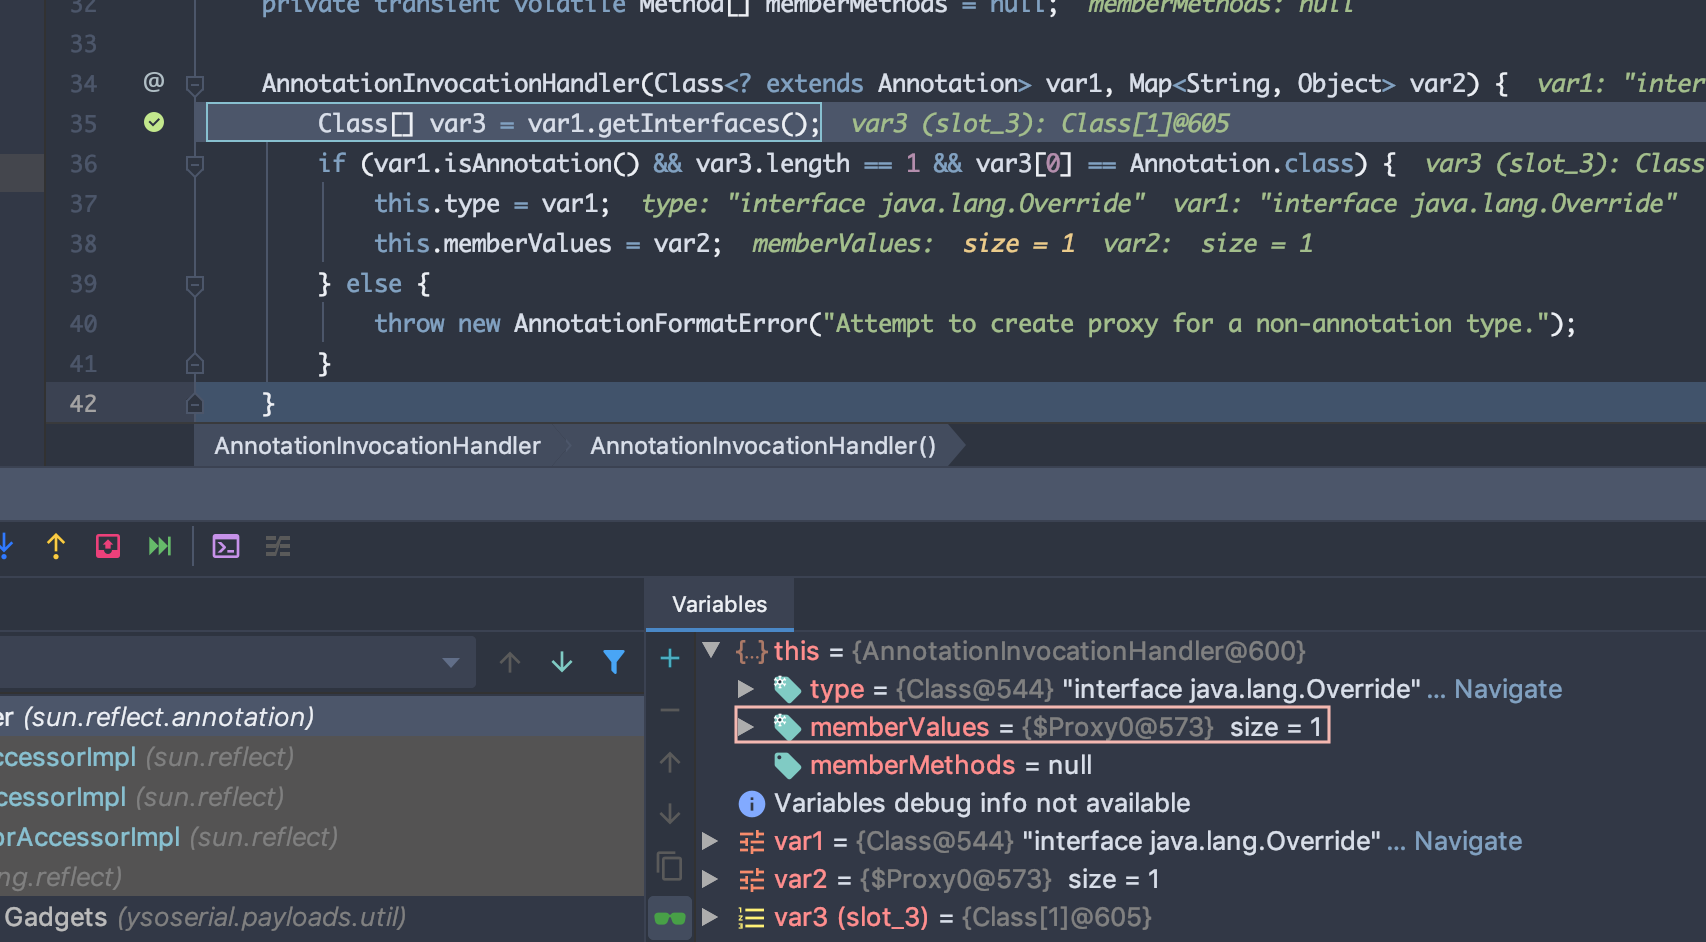 32 private transient volatile Method[] memberMethods = null; memberMethods: null
33
34 @ AnnotationInvocationHandler(Class<? extends Annotation> var1, Map<String, Object> var2) { var1: "inter
35 Class[] var3 = var1.getInterfaces(); var3 (slot_3): Class[1]@605
36 if (var1.isAnnotation() && var3.length == 1 && var3[0] == Annotation.class) { var3 (slot_3): Class
37 this.type = var1; type: "interface java.lang.Override" var1: "interface java.lang.Override"
38 this.memberValues = var2; memberValues: size = 1 var2: size = 1
39 } else {
40 throw new AnnotationFormatError("Attempt to create proxy for a non-annotation type.");
41 }
42 }
AnnotationInvocationHandler AnnotationInvocationHandler()
Variables
this = {AnnotationInvocationHandler@600}
type = {Class@544} "interface java.lang.Override" ... Navigate
memberValues = {$Proxy0@573} size = 1
memberMethods = null
Variables debug info not available
var1 = {Class@544} "interface java.lang.Override" ... Navigate
var2 = {$Proxy0@573} size = 1
var3 (slot_3) = {Class[1]@605}
er (sun.reflect.annotation)
ccessorImpl (sun.reflect)
cessorImpl (sun.reflect)
orAccessorImpl (sun.reflect)
ng.reflect)
Gadgets (ysoserial.payloads.util)